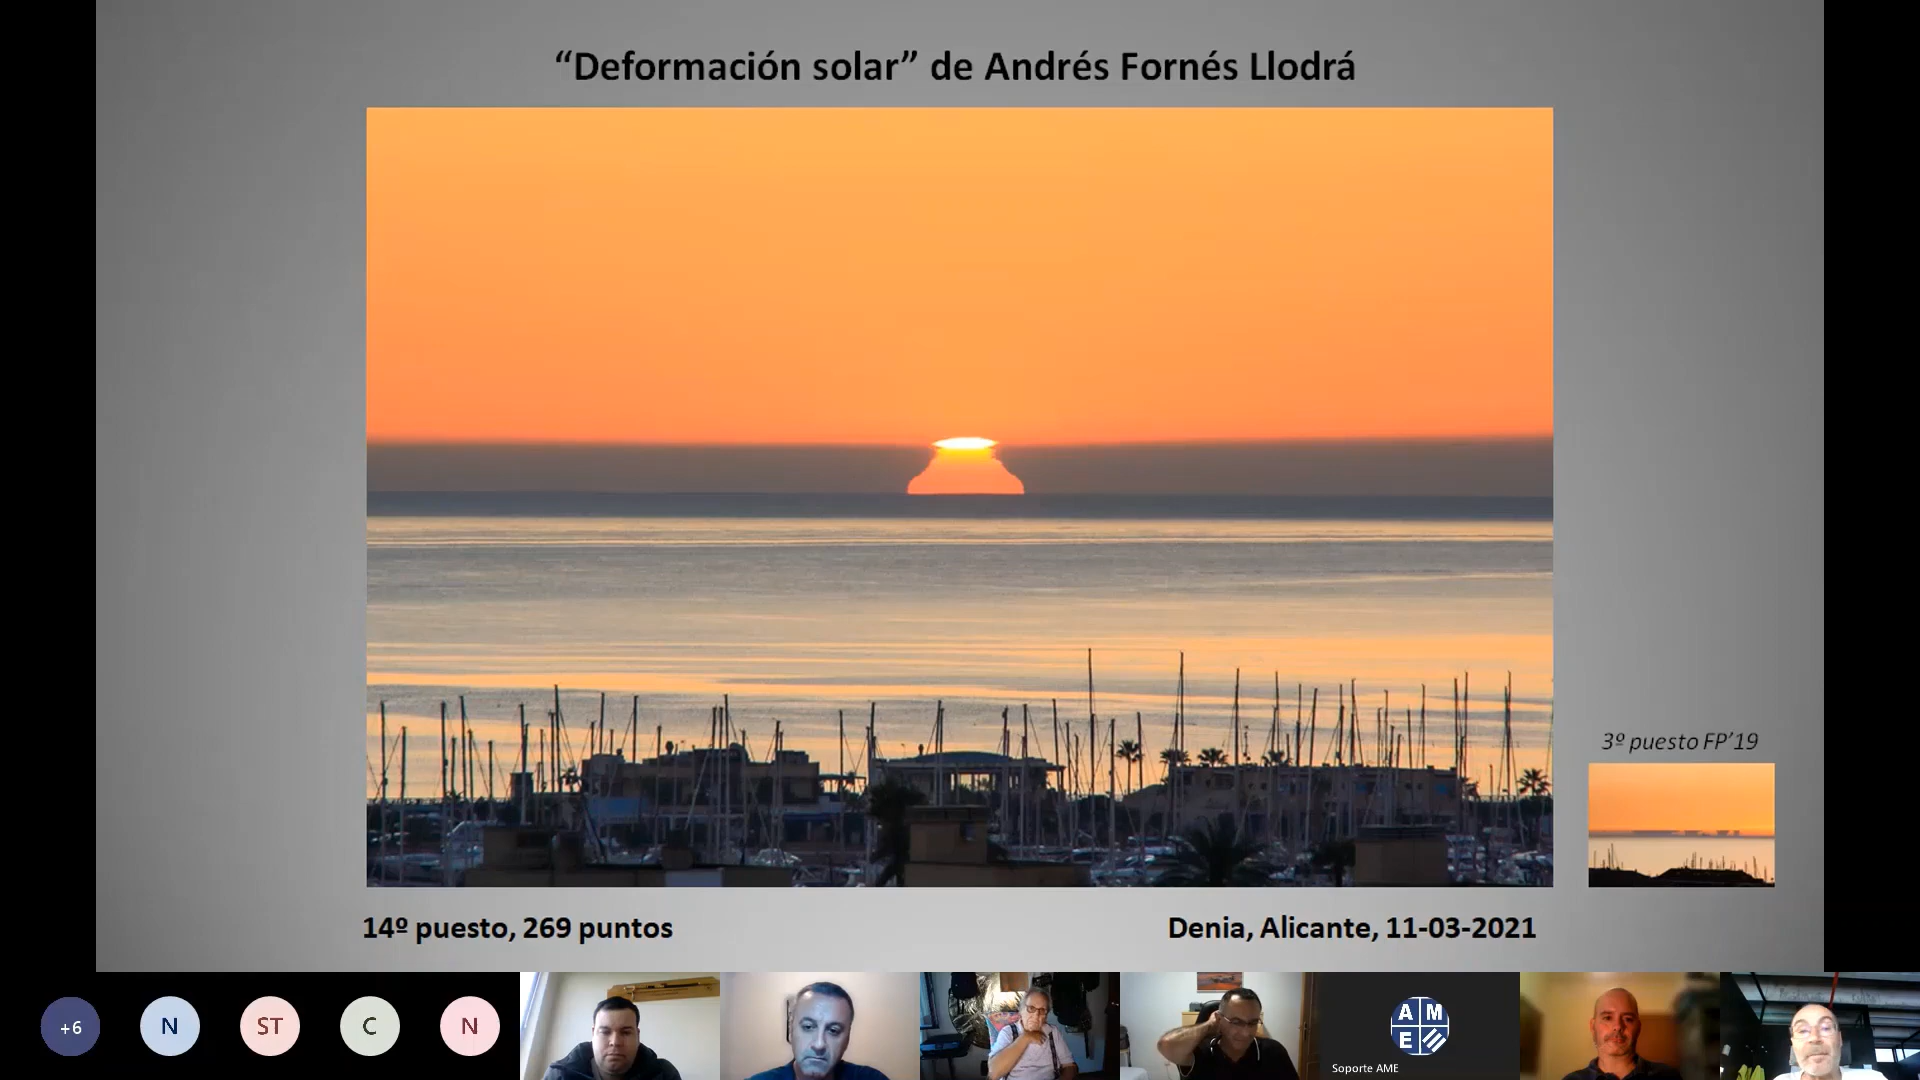 “Deformación solar” de Andrés Fornés Llodrá
3º puesto FP’19
14º puesto, 269 puntos
Denia, Alicante, 11-03-2021
+6
N
ST
C
N
A M
E
Soporte AME